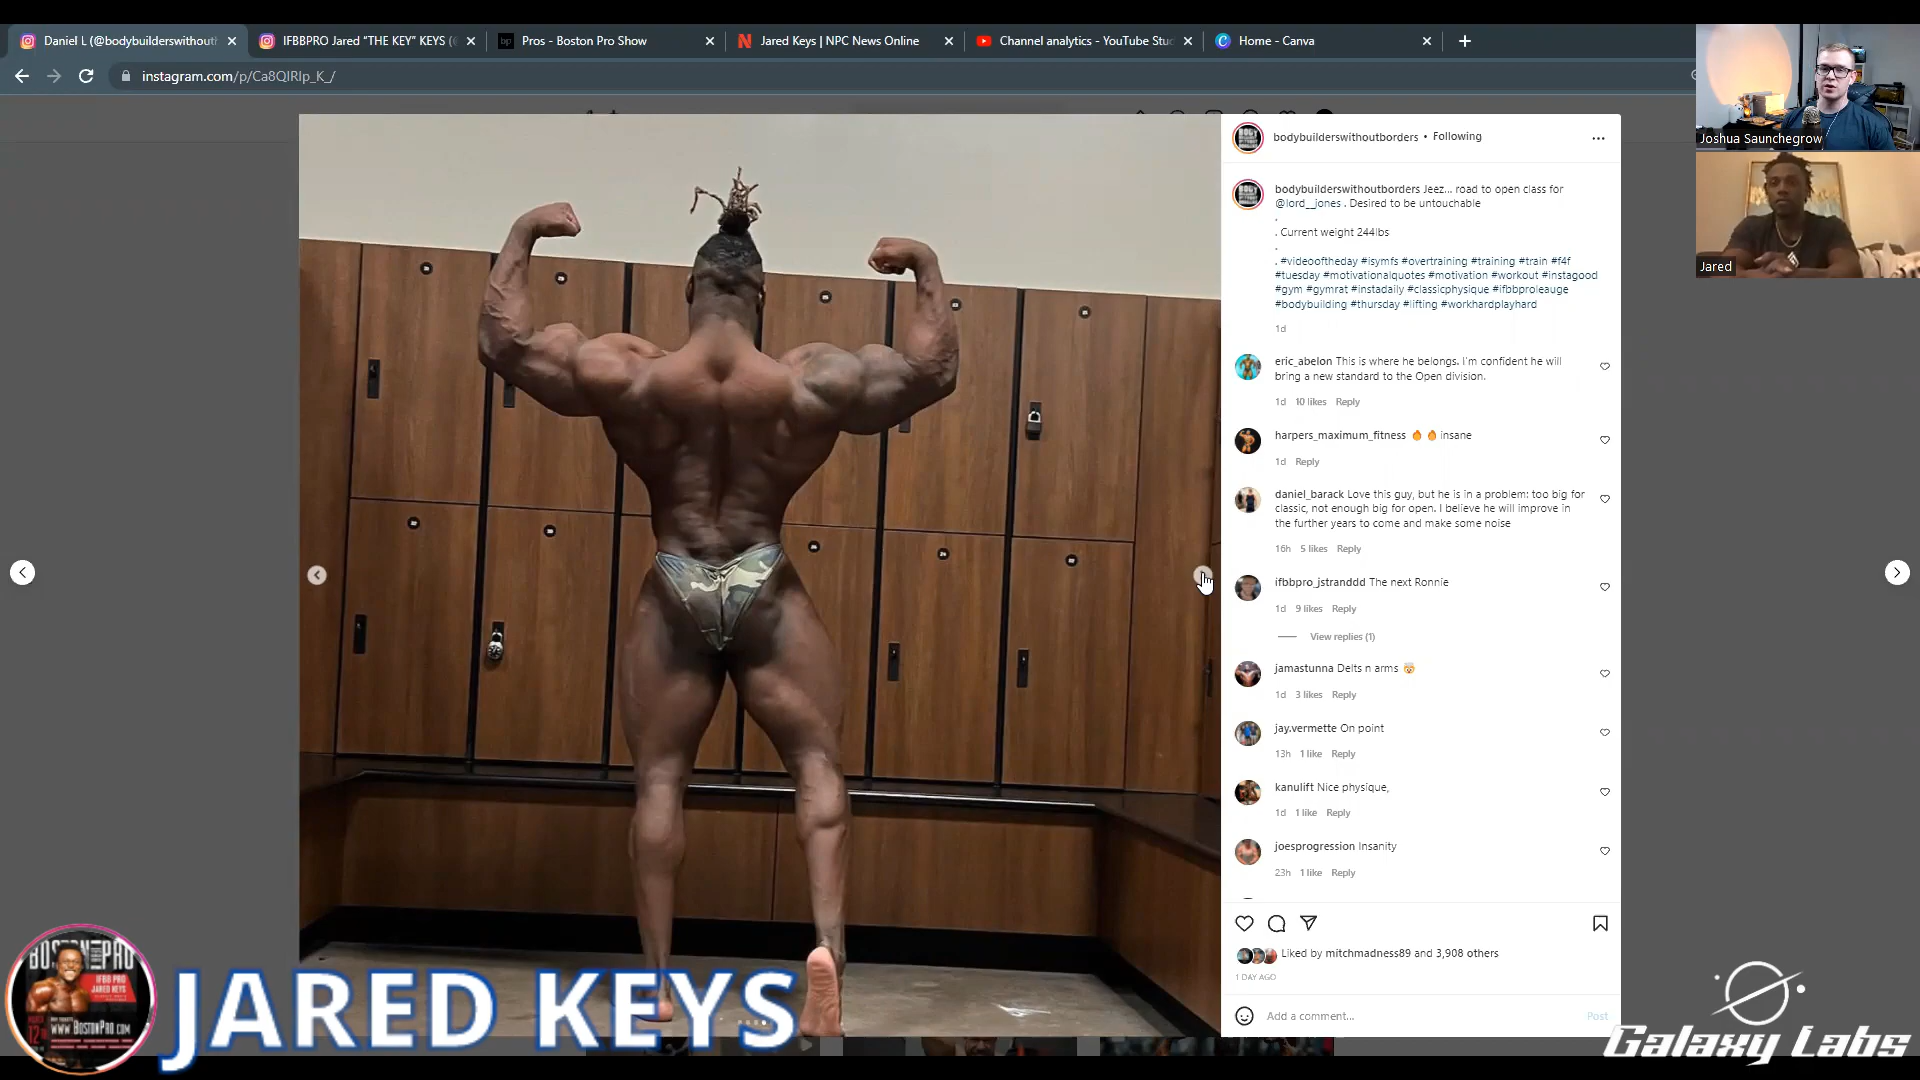 Daniel L (@bodybuilderswithout
IFBBPRO Jared "THE KEY" KEYS (
Pros - Boston Pro Show
Jared Keys | NPC News Online
Channel analytics - YouTube Stu
Home - Canva
instagram.com/p/Ca8QIRlp_K_/
Joshua Saunchegrow
Jared
bodybuilderswithoutborders • Following
bodybuilderswithoutborders Jeez... road to open class for
@lord__jones . Desired to be untouchable
.
. Current weight 244lbs
.
. #videooftheday #isymfs #overtraining #training #train #f4f
#tuesday #motivationalquotes #motivation #workout #instagood
#gym #gymrat #instadaily #classicphysique #ifbbproleauge
#bodybuilding #thursday #lifting #workhardplayhard
1d
eric_abelon This is where he belongs. I'm confident he will
bring a new standard to the Open division.
1d 10 likes Reply
harpers_maximum_fitness 🔥 🔥 insane
1d Reply
daniel_barack Love this guy, but he is in a problem: too big for
classic, not enough big for open. I believe he will improve in
the further years to come and make some noise
16h 5 likes Reply
ifbbpro_jstranddd The next Ronnie
1d 9 likes Reply
View replies (1)
jamastunna Delts n arms 🤯
1d 3 likes Reply
jay.vermette On point
13h 1 like Reply
kanulift Nice physique,
1d 1 like Reply
joesprogression Insanity
23h 1 like Reply
Liked by mitchmadness89 and 3,908 others
1 DAY AGO
Add a comment...
Post
BOSTON PRO
IFBB PRO
JARED KEYS
MARCH
12TH
WWW.BOSTONPRO.COM
JARED KEYS
Galaxy Labs